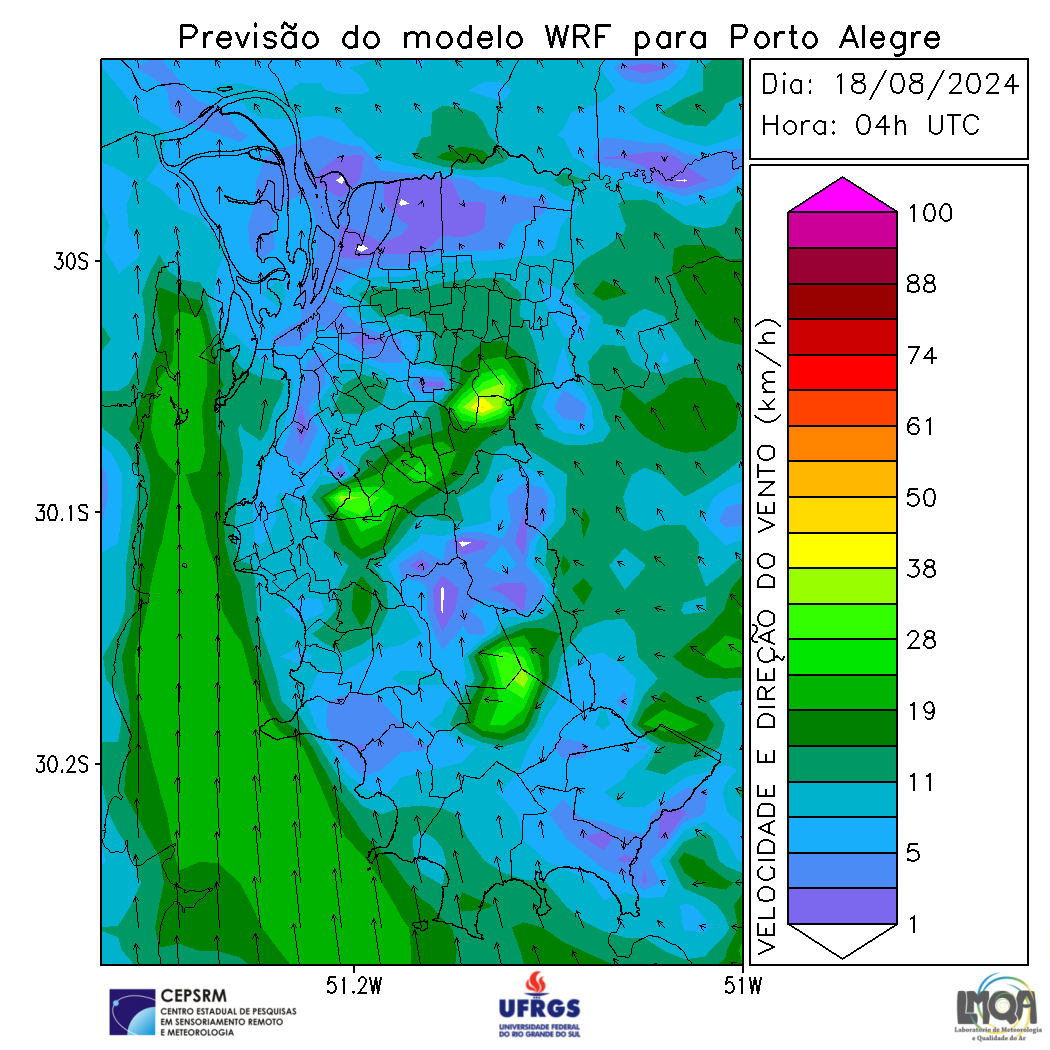 Previsão do modelo WRF para Porto Alegre
Dia: 18/08/2024
Hora: 04h UTC
30S
30.1S
30.2S
51.2W
51W
VELOCIDADE E DIREÇÃO DO VENTO (km/h)
100
88
74
61
50
38
28
19
11
5
1
CEPSRM
CENTRO ESTADUAL DE PESQUISAS
EM SENSORIAMENTO REMOTO
E METEOROLOGIA
UFRGS
UNIVERSIDADE FEDERAL
DO RIO GRANDE DO SUL
LMQA
Laboratório de Meteorologia
e Qualidade do Ar